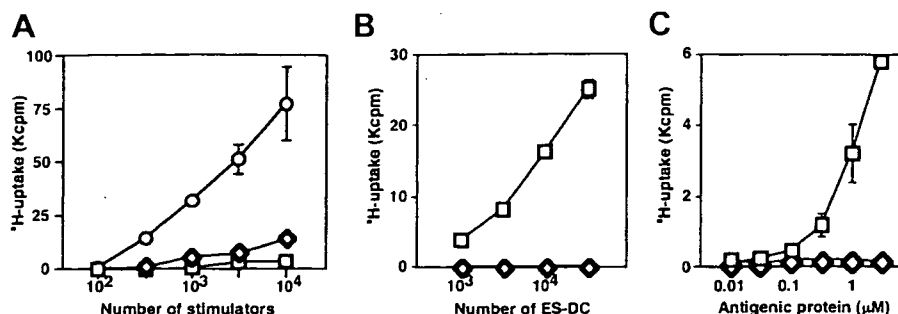 A
B
C
100
75
50
25
0
³H-uptake (Kcpm)
10² 10³ 10⁴
Number of stimulators
30
20
10
0
³H-uptake (Kcpm)
10³ 10⁴
Number of ES-DC
6
4
2
0
³H-uptake (Kcpm)
0.01 0.1 1
Antigenic protein (μM)